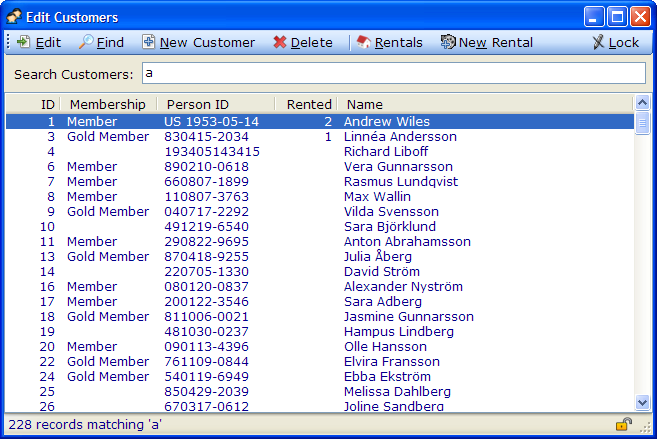 Edit Customers
Edit Find New Customer Delete Rentals New Rental Lock
Search Customers: a
ID Membership Person ID Rented Name
1 Member US 1953-05-14 2 Andrew Wiles
3 Gold Member 830415-2034 1 Linnéa Andersson
4 193405143415 Richard Liboff
6 Member 890210-0618 Vera Gunnarsson
7 Member 660807-1899 Rasmus Lundqvist
8 Member 110807-3763 Max Wallin
9 Gold Member 040717-2292 Vilda Svensson
10 491219-6540 Sara Björklund
11 Member 290822-9695 Anton Abrahamsson
13 Gold Member 870418-9255 Julia Åberg
14 220705-1330 David Ström
16 Member 080120-0837 Alexander Nyström
17 Member 200122-3546 Sara Adberg
18 Gold Member 811006-0021 Jasmine Gunnarsson
19 481030-0237 Hampus Lindberg
20 Member 090113-4396 Olle Hansson
22 Gold Member 761109-0844 Elvira Fransson
24 Gold Member 540119-6949 Ebba Ekström
25 850429-2039 Melissa Dahlberg
26 670317-0612 Joline Sandberg
228 records matching 'a'